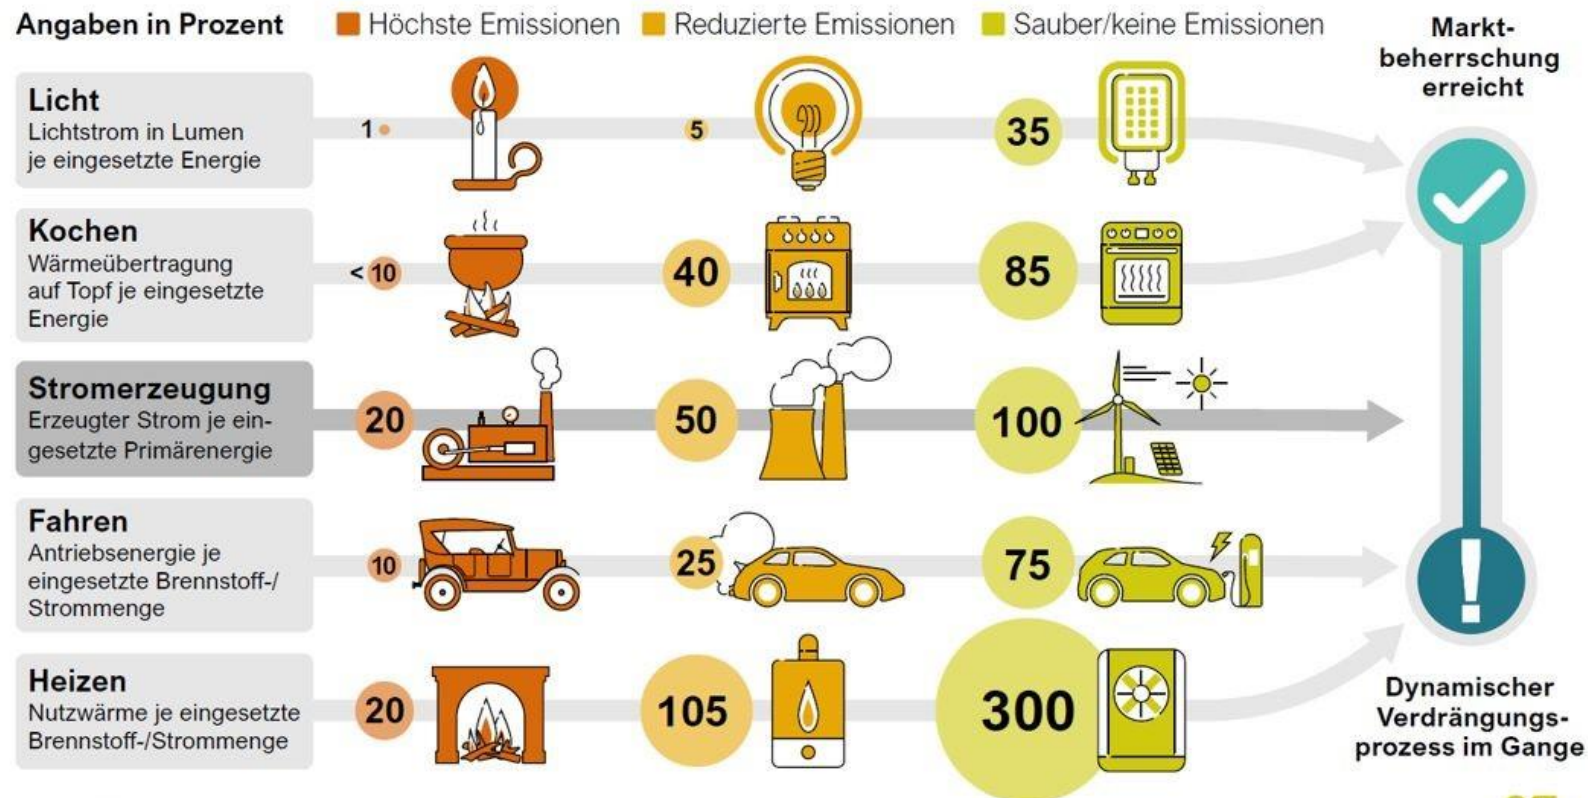 Angaben in Prozent
Höchste Emissionen
Reduzierte Emissionen
Sauber/keine Emissionen
Markt-
beherrschung
erreicht
Licht
Lichtstrom in Lumen
je eingesetzte Energie
1
5
35
Kochen
Wärmeübertragung
auf Topf je eingesetzte
Energie
< 10
40
85
Stromerzeugung
Erzeugter Strom je ein-
gesetzte Primärenergie
20
50
100
Fahren
Antriebsenergie je
eingesetzte Brennstoff-/
Strommenge
10
25
75
Heizen
Nutzwärme je eingesetzte
Brennstoff-/Strommenge
20
105
300
Dynamischer
Verdrängungs-
prozess im Gange